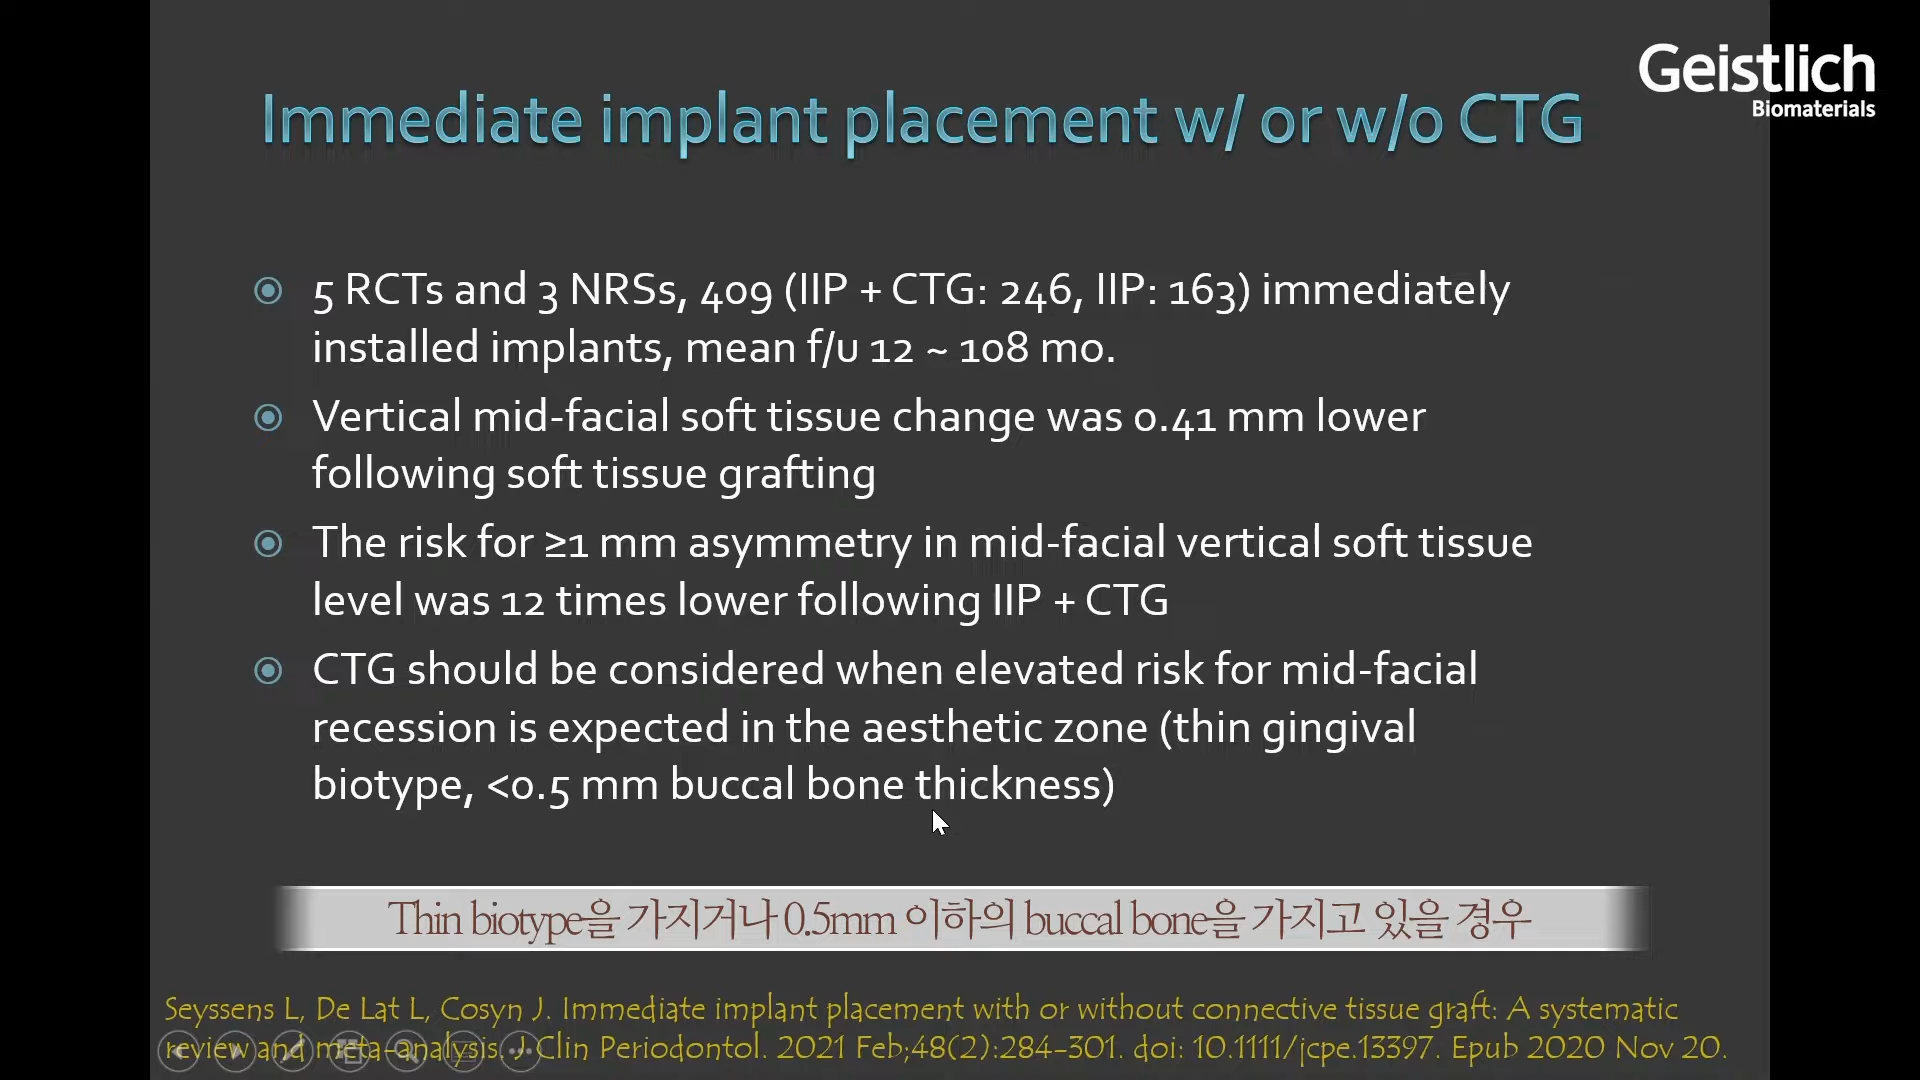 Geistlich
Biomaterials
Immediate implant placement w/ or w/o CTG
5 RCTs and 3 NRSs, 409 (IIP + CTG: 246, IIP: 163) immediately
installed implants, mean f/u 12 ~ 108 mo.
Vertical mid-facial soft tissue change was 0.41 mm lower
following soft tissue grafting
The risk for ≥1 mm asymmetry in mid-facial vertical soft tissue
level was 12 times lower following IIP + CTG
CTG should be considered when elevated risk for mid-facial
recession is expected in the aesthetic zone (thin gingival
biotype, <0.5 mm buccal bone thickness)
Thin biotype을 가지거나 0.5mm 이하의 buccal bone을 가지고 있을 경우
Seyssens L, De Lat L, Cosyn J. Immediate implant placement with or without connective tissue graft: A systematic
review and meta-analysis. J Clin Periodontol. 2021 Feb;48(2):284-301. doi: 10.1111/jcpe.13397. Epub 2020 Nov 20.